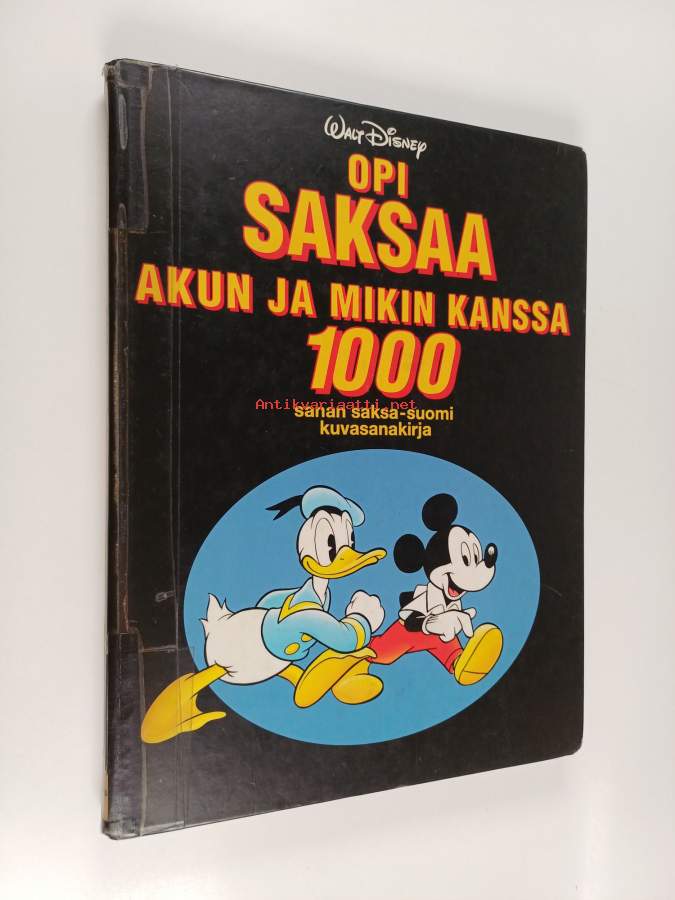 WALT DISNEY
OPI
SAKSAA
AKUN JA MIKIN KANSSA
1000
Antikvariaatti.net
sanan saksa-suomi
kuvasanakirja